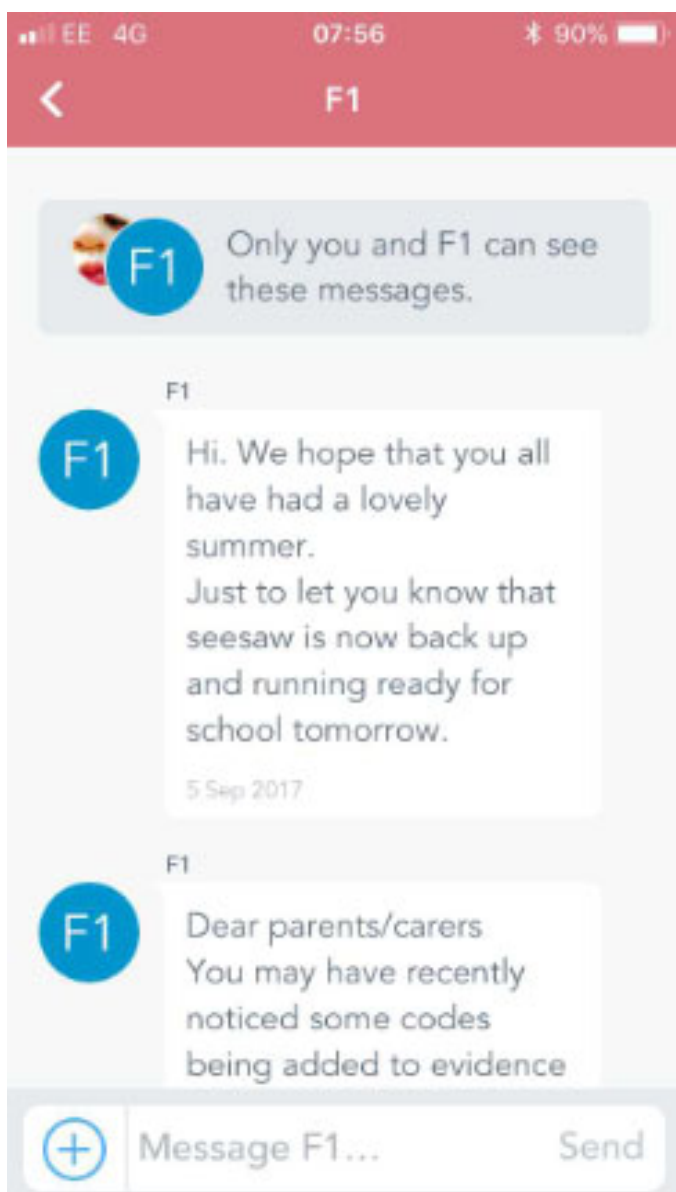 EE 4G 07:56 90%
F1
F1
Only you and F1 can see
these messages.
F1
F1
Hi. We hope that you all
have had a lovely
summer.
Just to let you know that
seesaw is now back up
and running ready for
school tomorrow.
5 Sep 2017
F1
F1
Dear parents/carers
You may have recently
noticed some codes
being added to evidence
Message F1...
Send